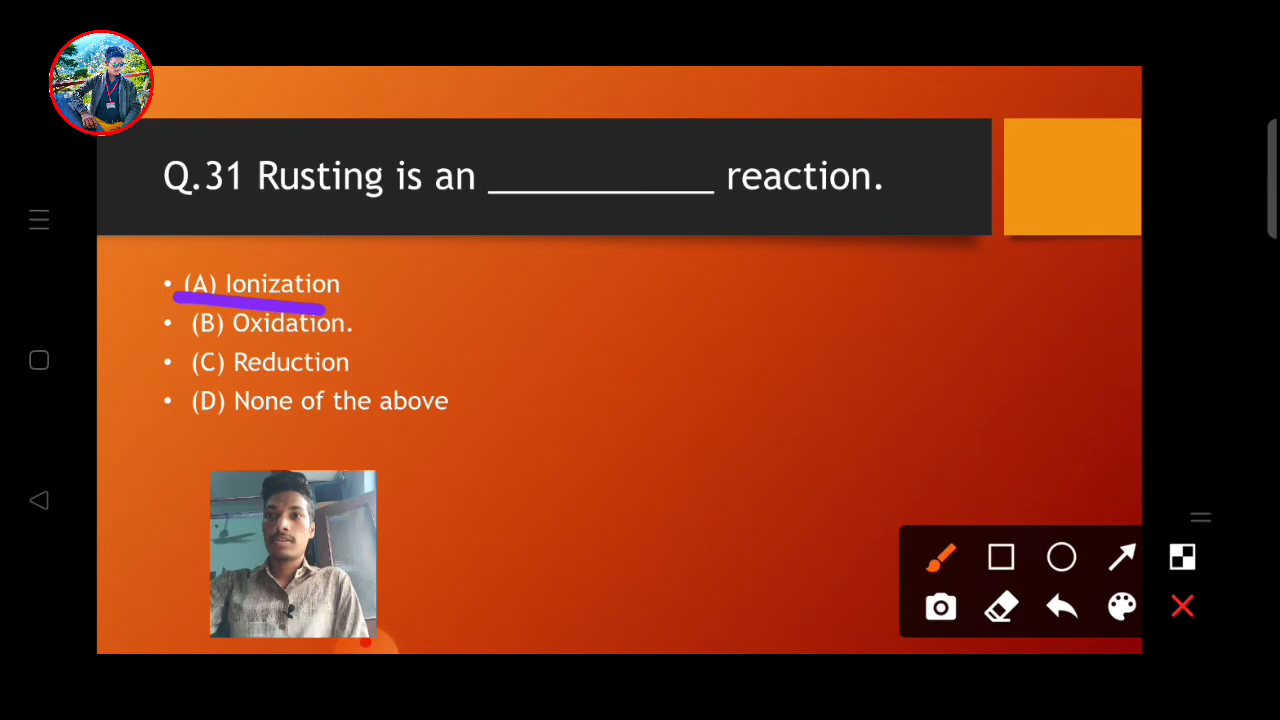 Q.31 Rusting is an ____________ reaction.
• (A) Ionization
• (B) Oxidation.
• (C) Reduction
• (D) None of the above